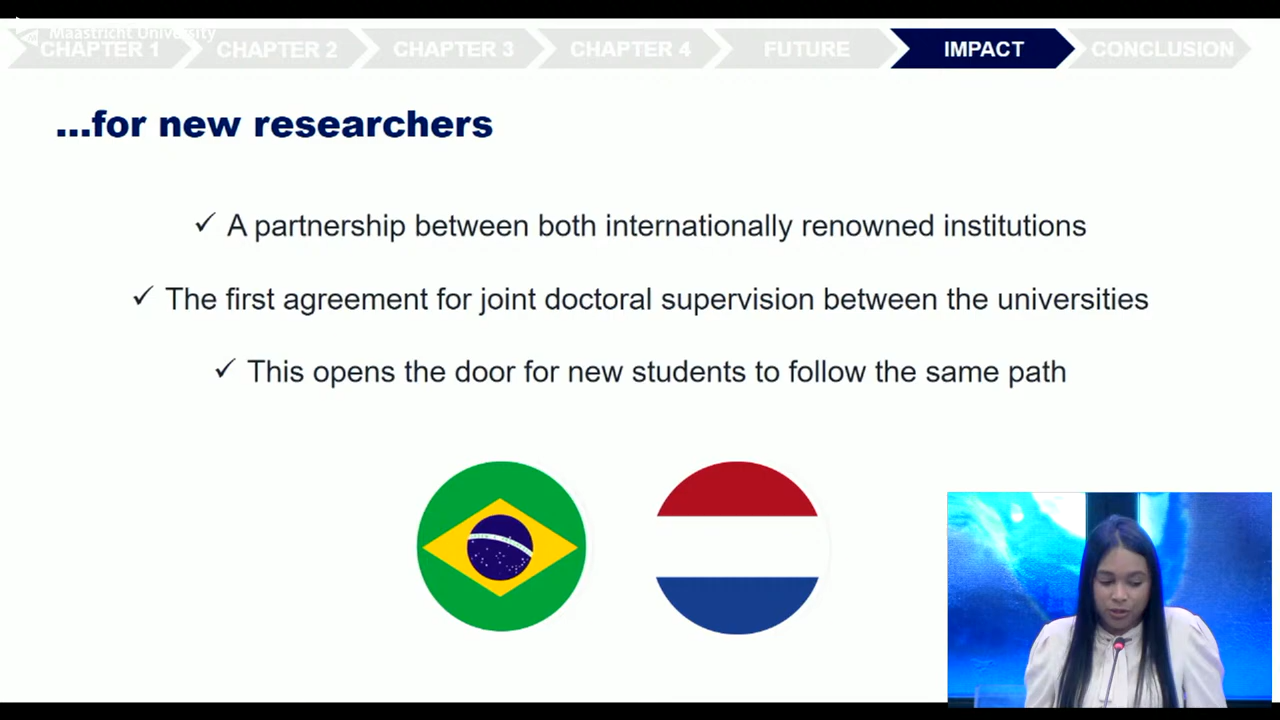 Maastricht University
CHAPTER 1 CHAPTER 2 CHAPTER 3 CHAPTER 4 FUTURE IMPACT CONCLUSION
...for new researchers
✓ A partnership between both internationally renowned institutions
✓ The first agreement for joint doctoral supervision between the universities
✓ This opens the door for new students to follow the same path